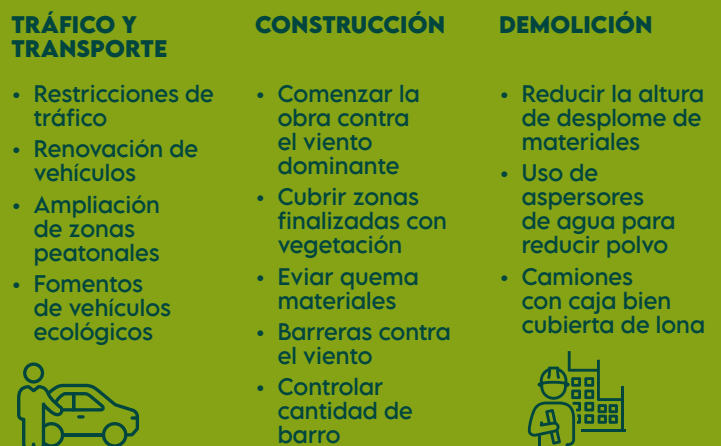 TRÁFICO Y
TRANSPORTE
• Restricciones de
tráfico
• Renovación de
vehículos
• Ampliación
de zonas
peatonales
• Fomentos
de vehículos
ecológicos
CONSTRUCCIÓN
• Comenzar la
obra contra
el viento
dominante
• Cubrir zonas
finalizadas con
vegetación
• Eviar quema
materiales
• Barreras contra
el viento
• Controlar
cantidad de
barro
DEMOLICIÓN
• Reducir la altura
de desplome de
materiales
• Uso de
aspersores
de agua para
reducir polvo
• Camiones
con caja bien
cubierta de lona